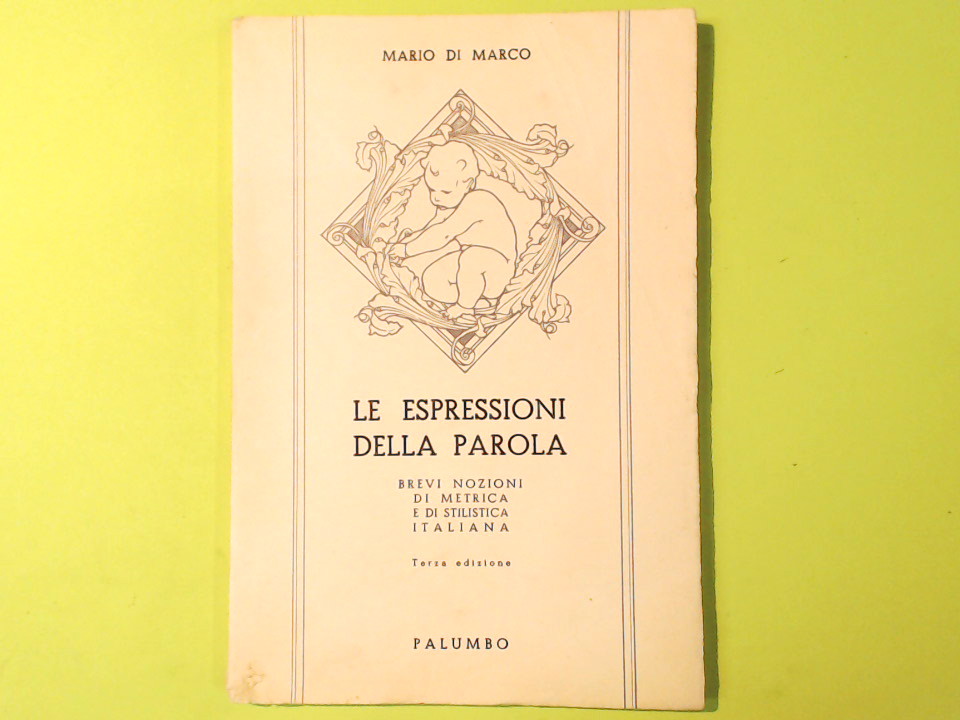 MARIO DI MARCO
LE ESPRESSIONI
DELLA PAROLA
BREVI NOZIONI
DI METRICA
E DI STILISTICA
ITALIANA
Terza edizione
PALUMBO